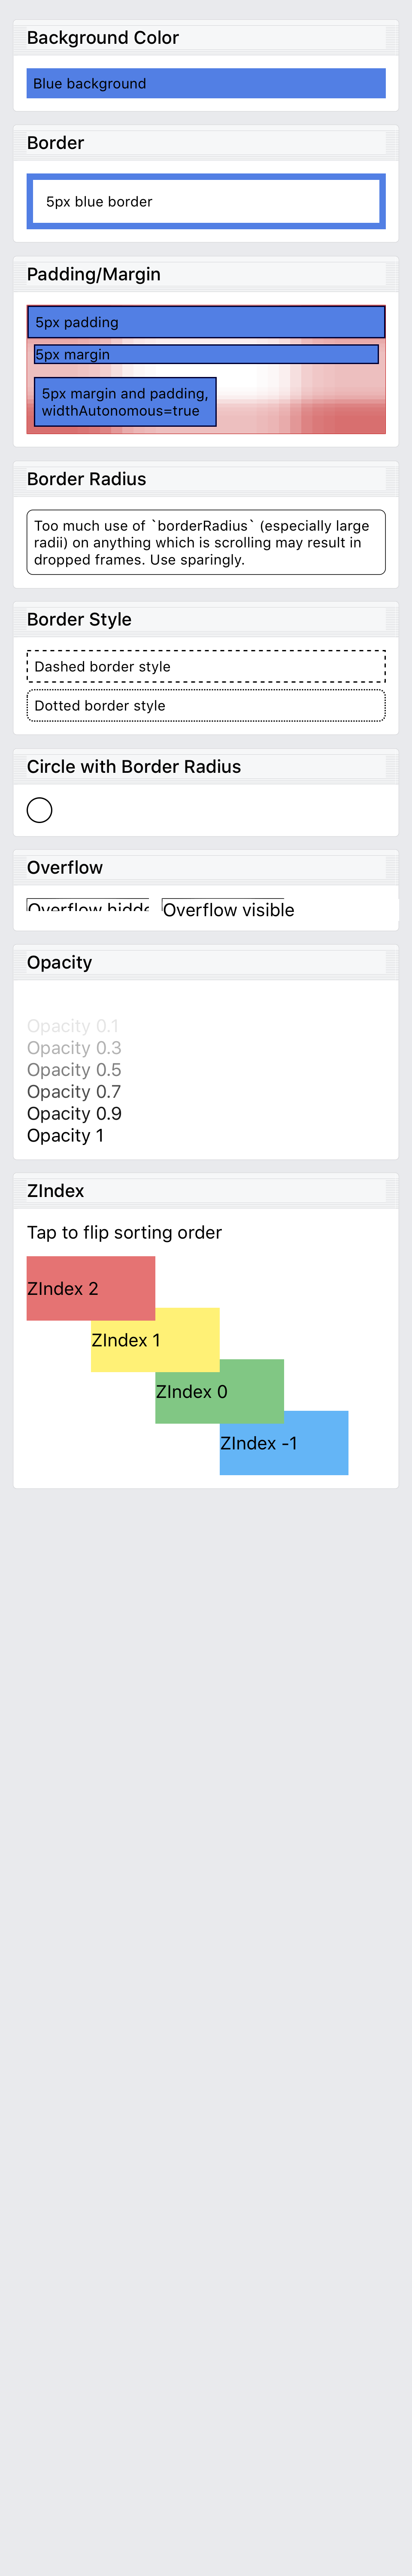 Background Color
Blue background
Border
5px blue border
Padding/Margin
5px padding
5px margin
5px margin and padding,
widthAutonomous=true
Border Radius
Too much use of `borderRadius` (especially large
radii) on anything which is scrolling may result in
dropped frames. Use sparingly.
Border Style
Dashed border style
Dotted border style
Circle with Border Radius
Overflow
Overflow hidde Overflow visible
Opacity
Opacity 0.1
Opacity 0.3
Opacity 0.5
Opacity 0.7
Opacity 0.9
Opacity 1
ZIndex
Tap to flip sorting order
ZIndex 2
ZIndex 1
ZIndex 0
ZIndex -1